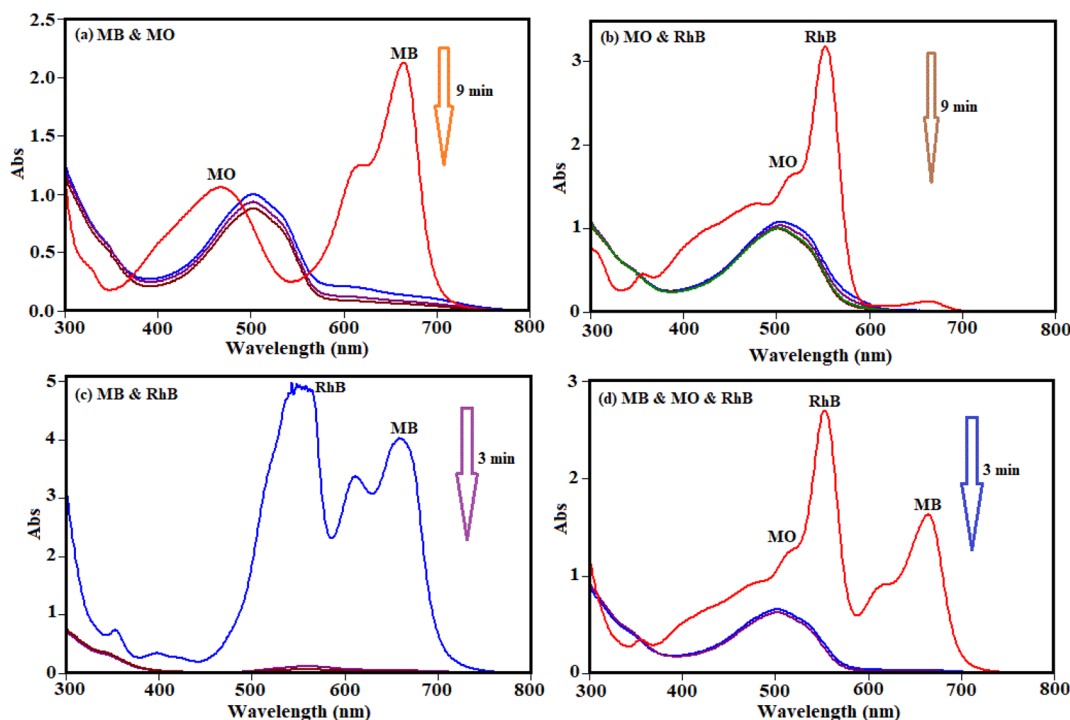 (a) MB & MO
MB
MO
9 min
Abs
2.5
2.0
1.5
1.0
0.5
0.0
300 400 500 600 700 800
Wavelength (nm)
(b) MO & RhB
RhB
MO
9 min
Abs
3
2
1
0
300 400 500 600 700 800
Wavelength (nm)
(c) MB & RhB
RhB
MB
3 min
Abs
5
4
3
2
1
0
300 400 500 600 700 800
Wavelength (nm)
(d) MB & MO & RhB
RhB
MO
MB
3 min
Abs
3
2
1
0
300 400 500 600 700 800
Wavelength (nm)